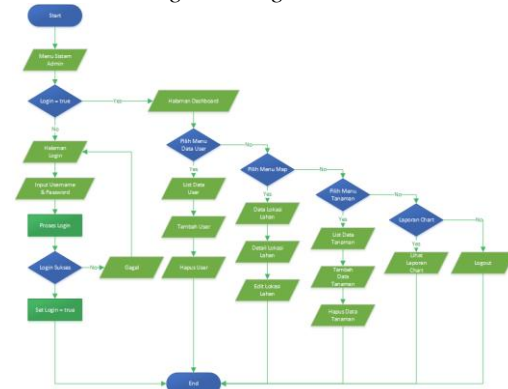 Start
Menu Sistem
Admin
Login = true
Yes
Halaman Dashboard
No
Halaman
Login
Pilih Menu
Data User
No
Pilih Menu Map
No
Pilih Menu
Tanaman
No
Laporan Chart
No
Input Username
& Password
Yes
List Data
User
Yes
Data Lokasi
Lahan
Yes
List Data
Tanaman
Yes
Lihat
Laporan
Chart
Logout
Proses Login
Tambah User
Detail Lokasi
Lahan
Tambah
Data
Tanaman
Login Sukses
No
Gagal
Hapus User
Edit Lokasi
Lahan
Hapus Data
Tanaman
Set Login = true
End